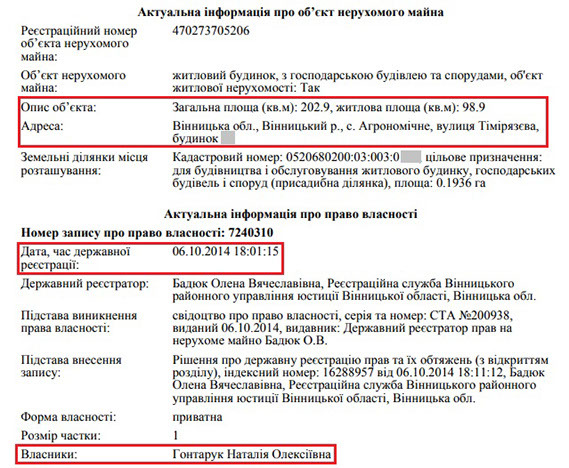 Актуальна інформація про об’єкт нерухомого майна
Реєстраційний номер об’єкта нерухомого майна: 470273705206
Об’єкт нерухомого майна: житловий будинок, з господарською будівлею та спорудами, об’єкт житлової нерухомості: Так
Опис об’єкта: Загальна площа (кв.м): 202.9, житлова площа (кв.м): 98.9
Адреса: Вінницька обл., Вінницький р., с. Агрономічне, вулиця Тімірязєва, будинок
Земельні ділянки місця розташування: Кадастровий номер: 0520680200:03:003:0 , цільове призначення: для будівництва і обслуговування житлового будинку, господарських будівель і споруд (присадибна ділянка), площа: 0.1936 га
Актуальна інформація про право власності
Номер запису про право власності: 7240310
Дата, час державної реєстрації: 06.10.2014 18:01:15
Державний реєстратор: Бадюк Олена Вячеславівна, Реєстраційна служба Вінницького районного управління юстиції Вінницької області, Вінницька обл.
Підстава виникнення права власності: свідоцтво про право власності, серія та номер: СТА №200938, виданий 06.10.2014, видавник: Державний реєстратор прав на нерухоме майно Бадюк О.В.
Підстава внесення запису: Рішення про державну реєстрацію прав та їх обтяжень (з відкриттям розділу), індексний номер: 16288957 від 06.10.2014 18:11:12, Бадюк Олена Вячеславівна, Реєстраційна служба Вінницького районного управління юстиції Вінницької області, Вінницька обл.
Форма власності: приватна
Розмір частки: 1
Власники: Гонтарук Наталія Олексіївна